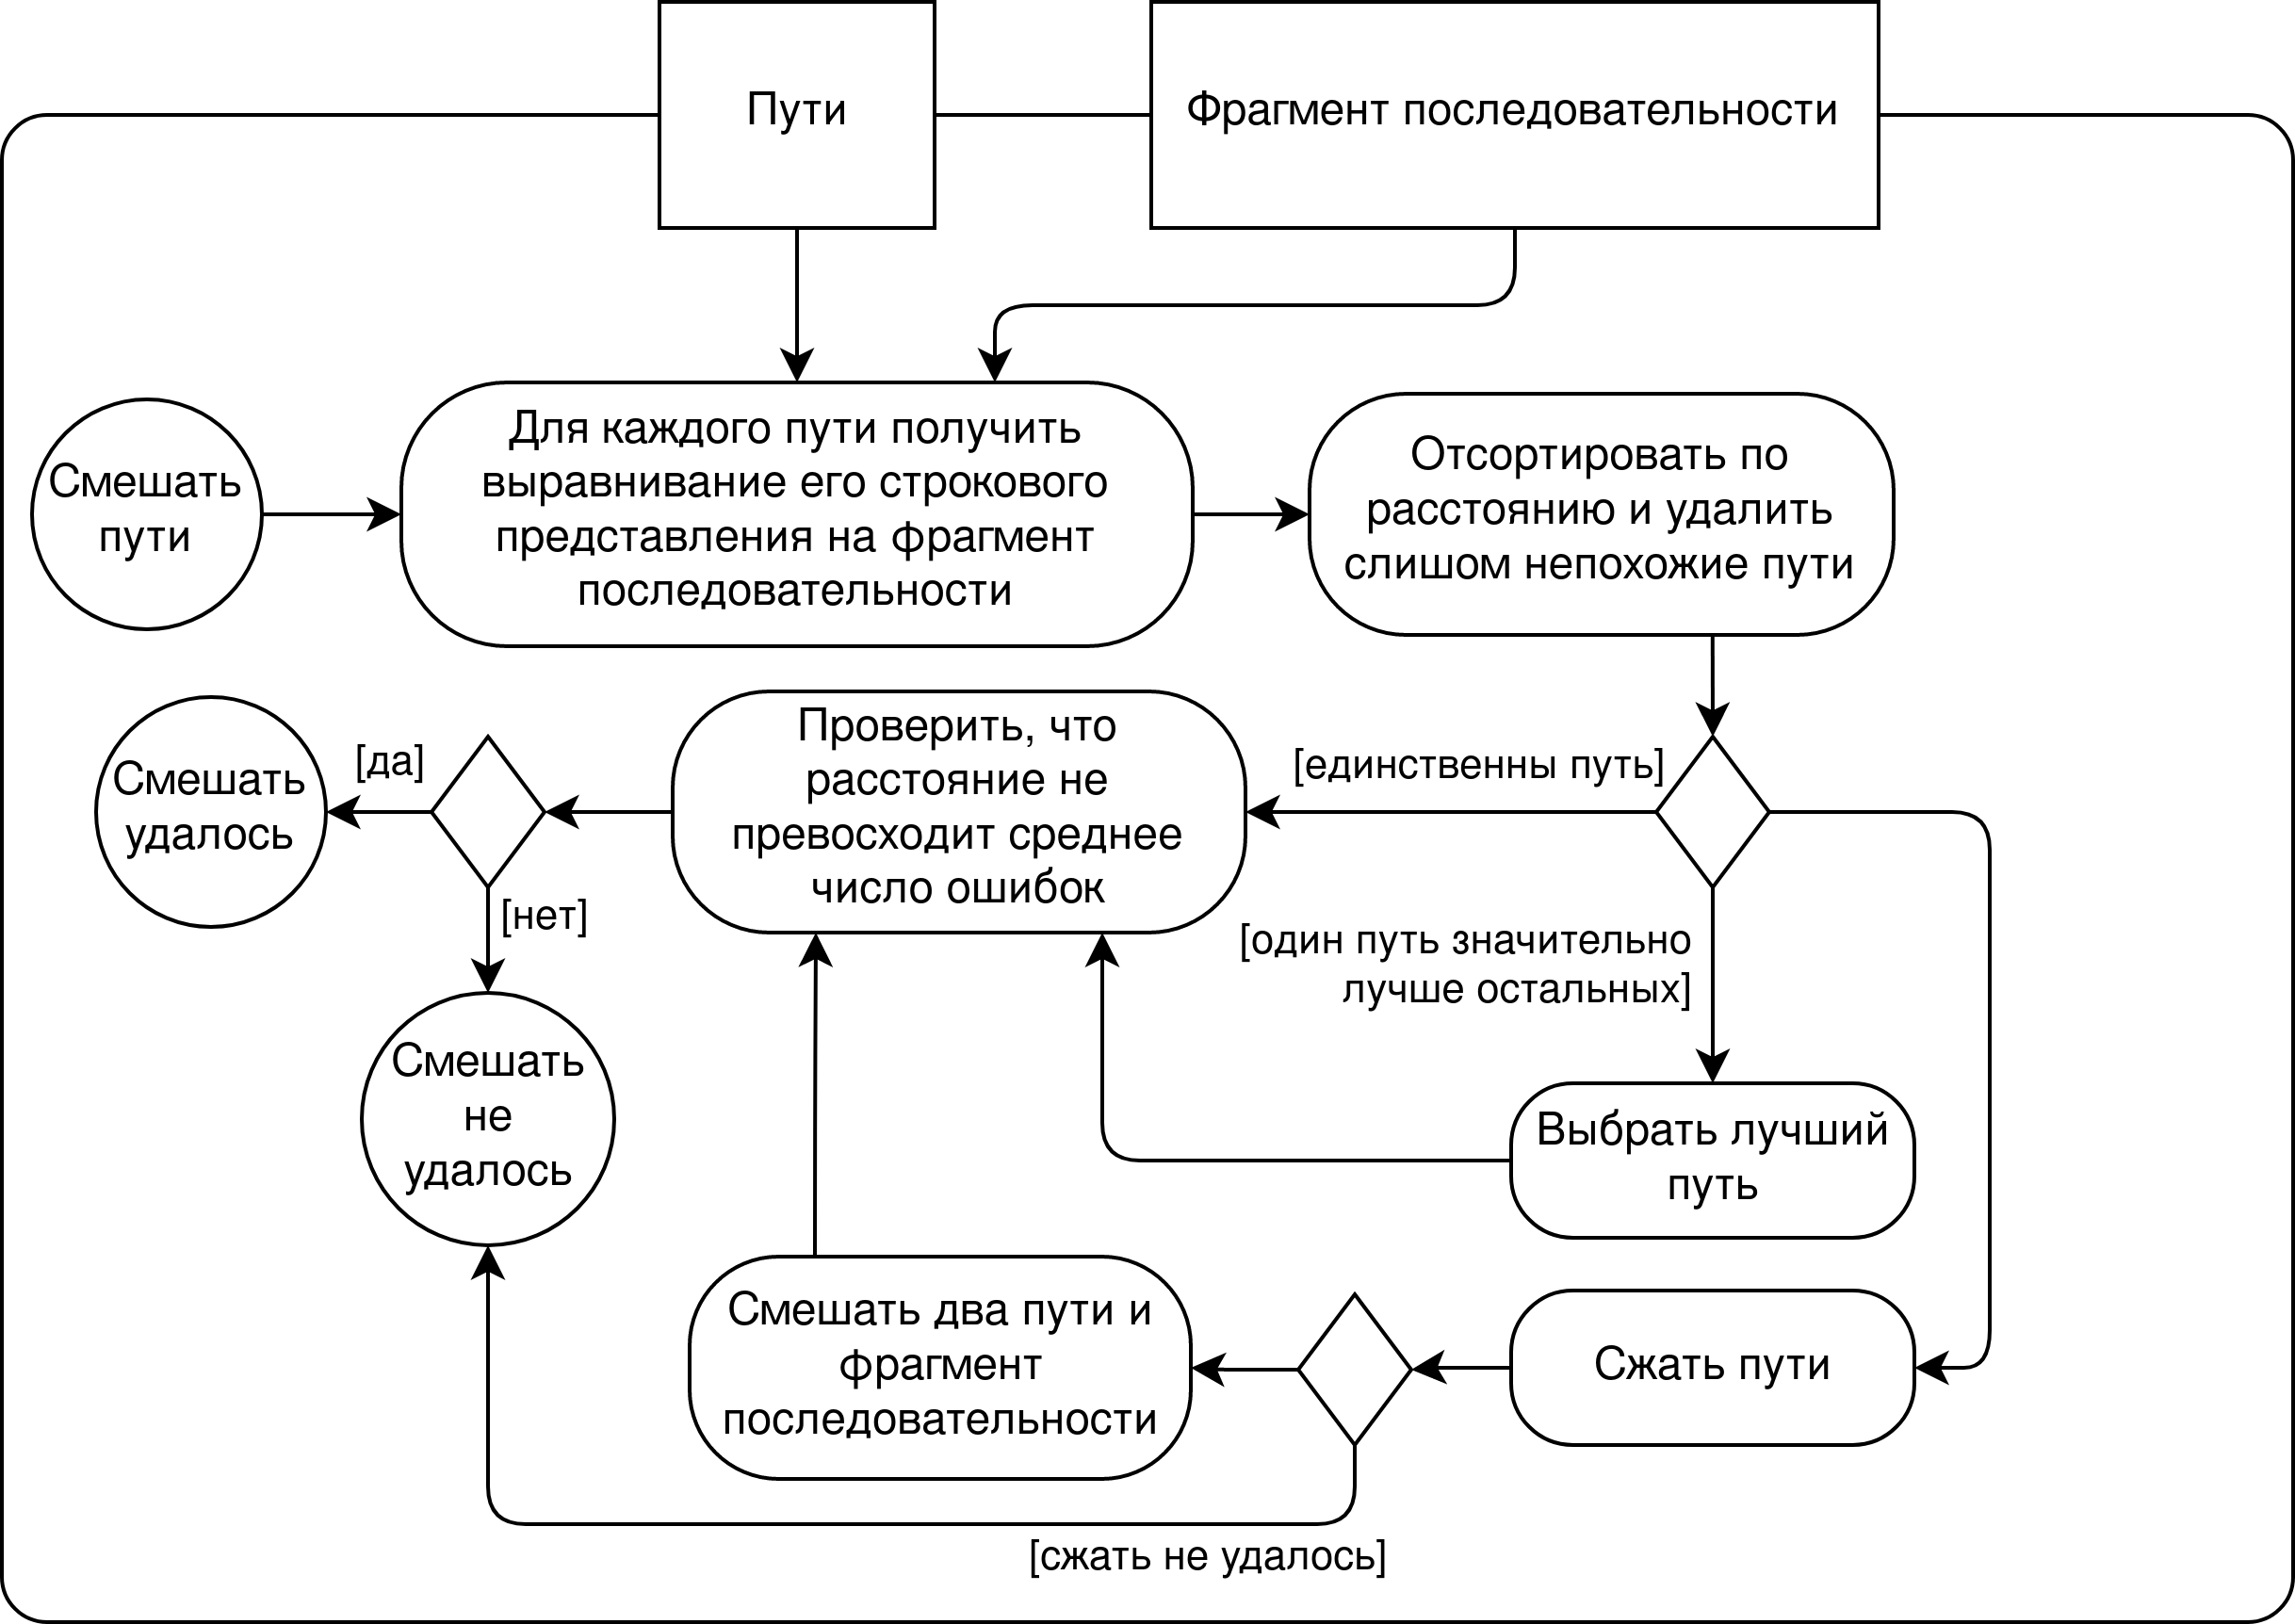 Пути
Фрагмент последовательности
Смешать
пути
Для каждого пути получить
выравнивание его строкового
представления на фрагмент
последовательности
Отсортировать по
расстоянию и удалить
слишом непохожие пути
Смешать
удалось
[да]
[нет]
Проверить, что
расстояние не
превосходит среднее
число ошибок
[единственны путь]
[один путь значительно
лучше остальных]
Смешать
не
удалось
Выбрать лучший
путь
Смешать два пути и
фрагмент
последовательности
Сжать пути
[сжать не удалось]